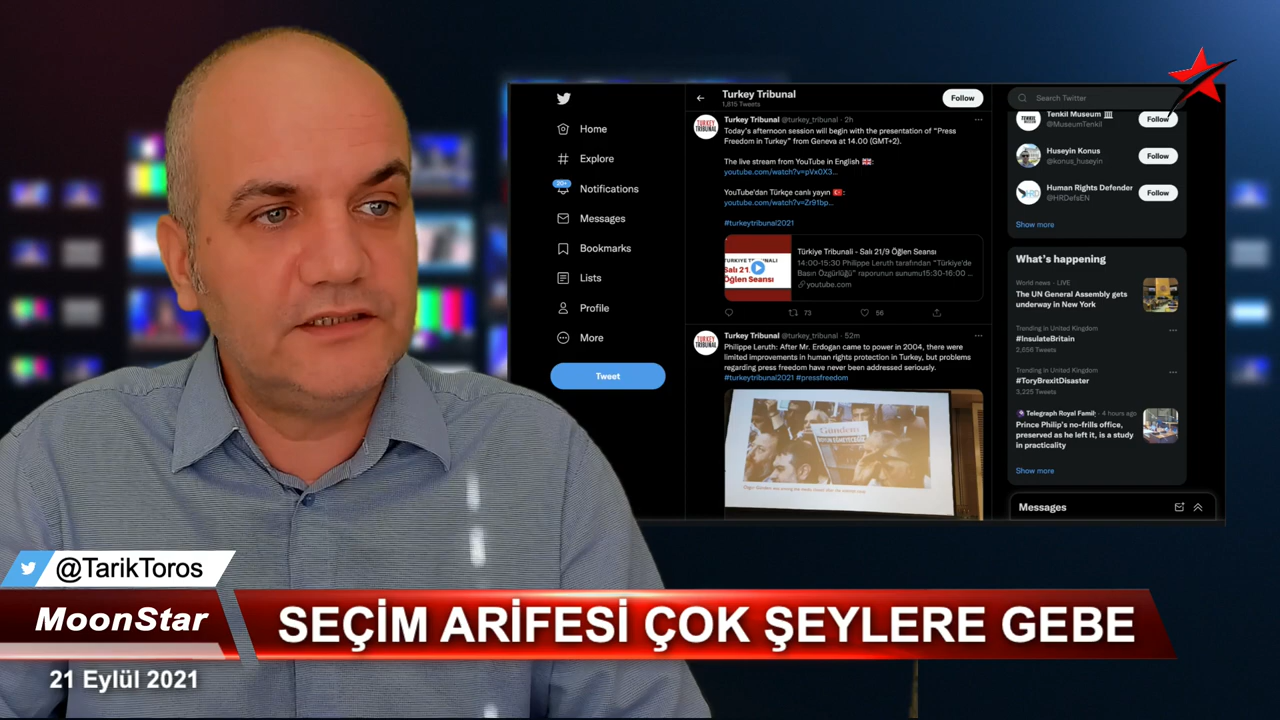 Home
Explore
20+
Notifications
Messages
Bookmarks
Lists
Profile
More
Tweet
Turkey Tribunal
1,815 Tweets
Follow
TURKEY TRIBUNAL
Turkey Tribunal @turkey_tribunal · 2h
Today's afternoon session will begin with the presentation of "Press
Freedom in Turkey" from Geneva at 14.00 (GMT+2).
The live stream from YouTube in English 🇬🇧:
youtube.com/watch?v=pVx0X3...
YouTube'dan Türkçe canlı yayın 🇹🇷:
youtube.com/watch?v=Zr91bp...
#turkeytribunal2021
Salı 21
Öğlen Seansı
Türkiye Tribunali - Salı 21/9 Öğlen Seansı
14:00-15:30 Philippe Leruth tarafından "Türkiye'de
Basın Özgürlüğü" raporunun sunumu15:30-16:00 ...
youtube.com
73
56
TURKEY TRIBUNAL
Turkey Tribunal @turkey_tribunal · 52m
Philippe Leruth: After Mr. Erdogan came to power in 2004, there were
limited improvements in human rights protection in Turkey, but problems
regarding press freedom have never been addressed seriously.
#turkeytribunal2021 #pressfreedom
Gündem
Search Twitter
Tenkil Museum 🏛
@MuseumTenkil
Follow
Huseyin Konus
@konus_huseyin
Follow
Human Rights Defender
@HRDefsEN
Follow
Show more
What's happening
World news · LIVE
The UN General Assembly gets
underway in New York
Trending in United Kingdom
#InsulateBritain
2,656 Tweets
Trending in United Kingdom
#ToryBrexitDisaster
3,225 Tweets
Telegraph Royal Family · 4 hours ago
Prince Philip's no-frills office,
preserved as he left it, is a study
in practicality
Show more
Messages
@TarikToros
MoonStar
SEÇİM ARİFESİ ÇOK ŞEYLERE GEBE
21 Eylül 2021